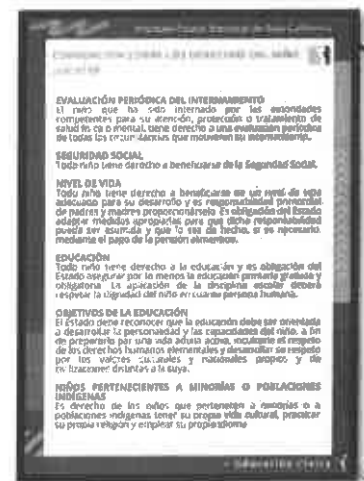 EVALUACIÓN PERIÓDICA DEL INTERNAMIENTO
El niño que ha sido internado por las autoridades
competentes para su atención, protección o tratamiento de
salud física o mental, tiene derecho a una evaluación periódica
de todas las circunstancias que motivaron su internamiento.
SEGURIDAD SOCIAL
Todo niño tiene derecho a beneficiarse de la Seguridad Social.
NIVEL DE VIDA
Todo niño tiene derecho a beneficiarse de un nivel de vida
adecuado para su desarrollo y es responsabilidad primordial
de padres y madres proporcionárselo. Es obligación del Estado
adoptar medidas apropiadas para que dicha responsabilidad
pueda ser asumida y que lo sea de hecho, si es necesario,
mediante el pago de la pensión alimenticia.
EDUCACIÓN
Todo niño tiene derecho a la educación y es obligación del
Estado asegurar por lo menos la educación primaria gratuita y
obligatoria. La aplicación de la disciplina escolar deberá
respetar la dignidad del niño en cuanto persona humana.
OBJETIVOS DE LA EDUCACIÓN
El Estado debe reconocer que la educación debe ser orientada
a desarrollar la personalidad y las capacidades del niño, a fin
de prepararlo para una vida adulta activa, inculcarle el respeto
de los derechos humanos elementales y desarrollar su respeto
por los valores culturales y nacionales propios y de
civilizaciones distintas a la suya.
NIÑOS PERTENECIENTES A MINORÍAS O POBLACIONES
INDÍGENAS
Es derecho de los niños que pertenecen a minorías o a
poblaciones indígenas tener su propia vida cultural, practicar
su propia religión y emplear su propio idioma
Educación Cívica